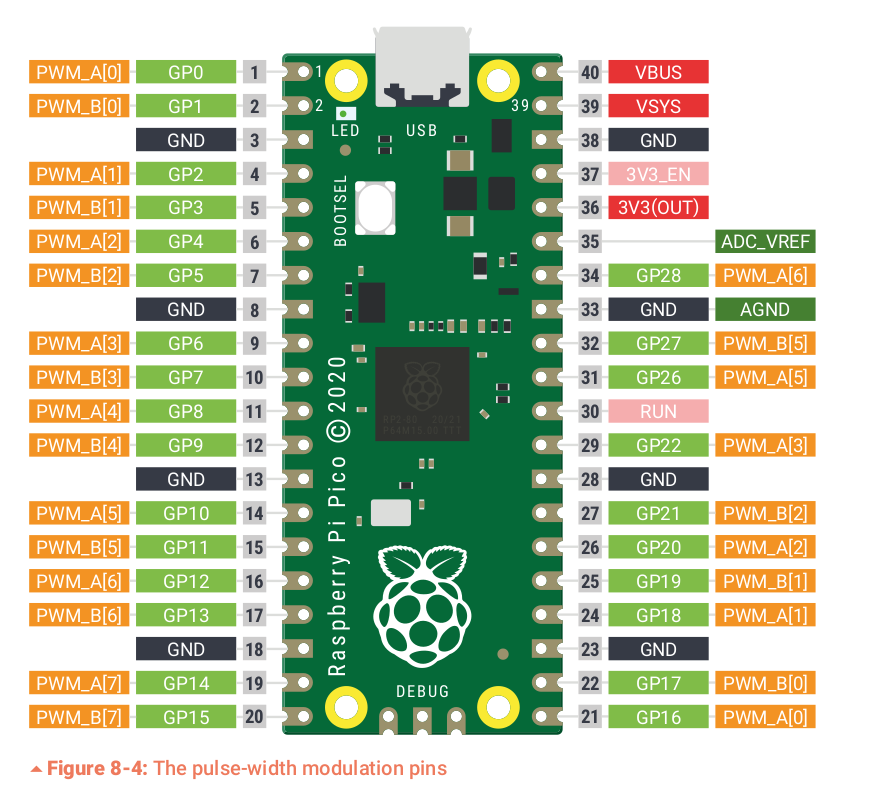 PWM_A[0] GP0 1 1 40 VBUS
PWM_B[0] GP1 2 2 39 39 VSYS
LED USB
GND 3 38 GND
PWM_A[1] GP2 4 37 3V3_EN
PWM_B[1] GP3 5 36 3V3(OUT)
BOOTSEL
PWM_A[2] GP4 6 35 ADC_VREF
PWM_B[2] GP5 7 34 GP28 PWM_A[6]
GND 8 33 GND AGND
PWM_A[3] GP6 9 32 GP27 PWM_B[5]
PWM_B[3] GP7 10 31 GP26 PWM_A[5]
PWM_A[4] GP8 11 30 RUN
PWM_B[4] GP9 12 29 GP22 PWM_A[3]
GND 13 28 GND
PWM_A[5] GP10 14 27 GP21 PWM_B[2]
PWM_B[5] GP11 15 26 GP20 PWM_A[2]
PWM_A[6] GP12 16 25 GP19 PWM_B[1]
PWM_B[6] GP13 17 24 GP18 PWM_A[1]
GND 18 23 GND
Raspberry Pi Pico ©2020
PWM_A[7] GP14 19 22 GP17 PWM_B[0]
DEBUG
PWM_B[7] GP15 20 21 GP16 PWM_A[0]
Figure 8-4: The pulse-width modulation pins